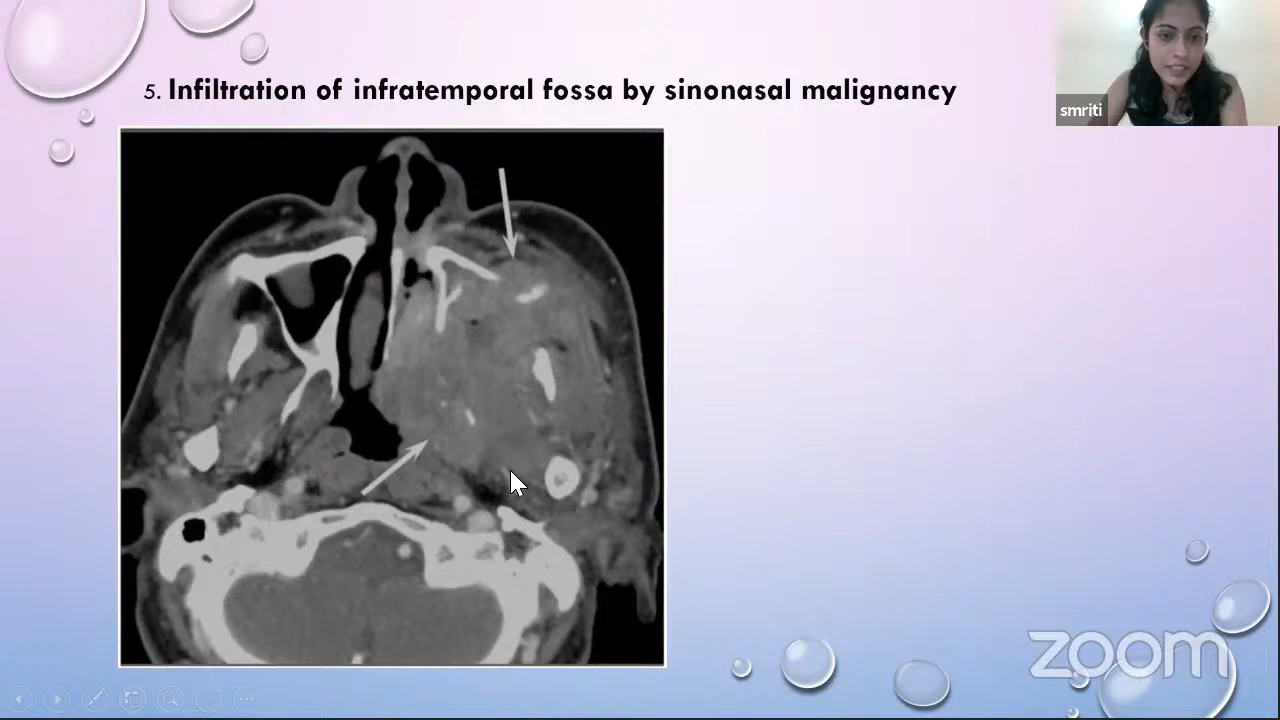 5. Infiltration of infratemporal fossa by sinonasal malignancy
smriti
zoom